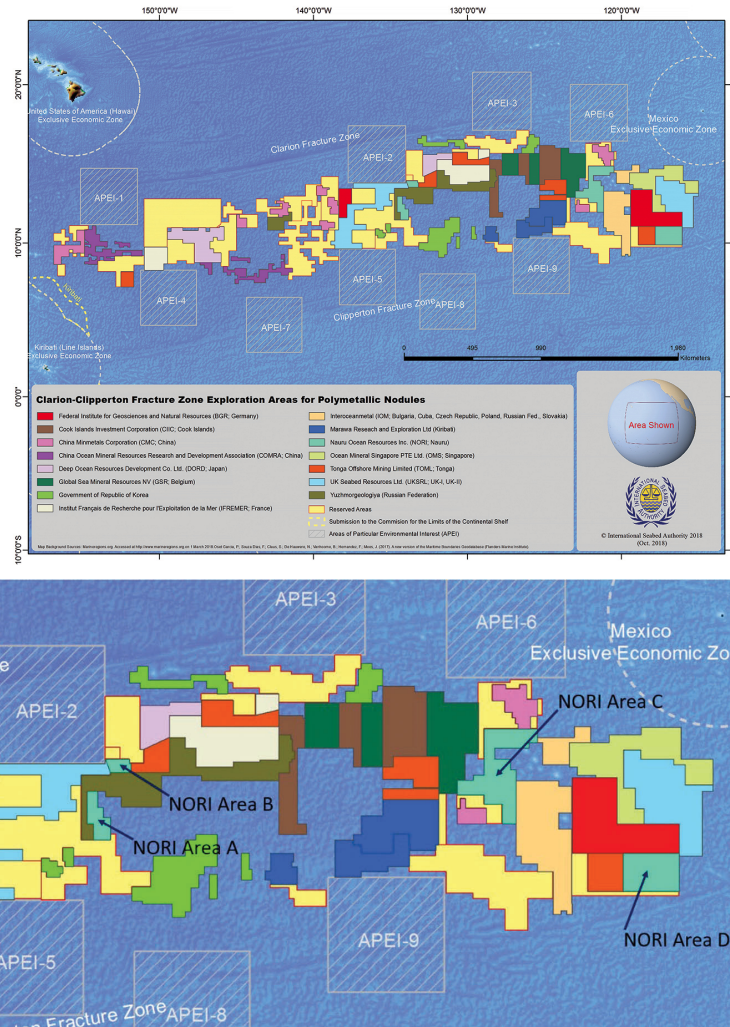 150°0'0"W 140°0'0"W 130°0'0"W 120°0'0"W
20°0'0"N
10°0'0"N
0°0'0"
10°0'0"S
United States of America (Hawaii)
Exclusive Economic Zone
Mexico
Exclusive Economic Zone
APEI-3
APEI-6
Clarion Fracture Zone
APEI-2
APEI-1
APEI-9
APEI-5
APEI-4
Clipperton Fracture Zone
APEI-8
APEI-7
Kiribati
Kiribati (Line Islands)
Exclusive Economic Zone
0 495 990 1,980
Kilometers
Clarion-Clipperton Fracture Zone Exploration Areas for Polymetallic Nodules
Federal Institute for Geosciences and Natural Resources (BGR; Germany)
Cook Islands Investment Corporation (CIIC; Cook Islands)
China Minmetals Corporation (CMC; China)
China Ocean Mineral Resources Research and Development Association (COMRA; China)
Deep Ocean Resources Development Co. Ltd. (DORD; Japan)
Global Sea Mineral Resources NV (GSR; Belgium)
Government of Republic of Korea
Institut Français de Recherche pour l'Exploitation de la Mer (IFREMER; France)
Interoceanmetal (IOM; Bulgaria, Cuba, Czech Republic, Poland, Russian Fed., Slovakia)
Marawa Reseach and Exploration Ltd (Kiribati)
Nauru Ocean Resources Inc. (NORI; Nauru)
Ocean Mineral Singapore PTE Ltd. (OMS; Singapore)
Tonga Offshore Mining Limited (TOML; Tonga)
UK Seabed Resources Ltd. (UKSRL; UK-I, UK-II)
Yuzhmorgeologiya (Russian Federation)
Reserved Areas
Submission to the Commision for the Limits of the Continental Shelf
Areas of Particular Environmental Interest (APEI)
Area Shown
INTERNATIONAL SEABED AUTHORITY
© International Seabed Authority 2018
(Oct. 2018)
APEI-3
APEI-6
Mexico
Exclusive Economic Zo
e
APEI-2
NORI Area C
NORI Area B
NORI Area A
NORI Area D
APEI-9
APEI-5
Fracture Zone
APEI-8